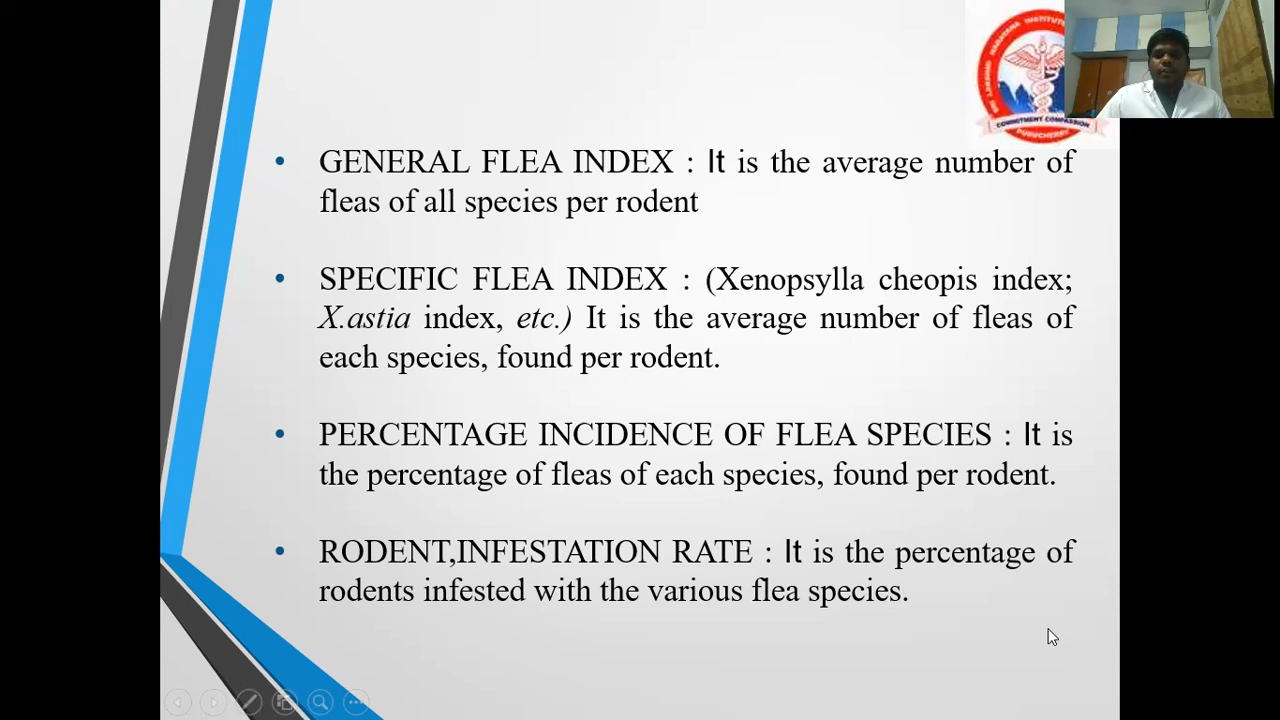 COMMITMENT COMPASSION
PUDUCHERRY
• GENERAL FLEA INDEX : It is the average number of
fleas of all species per rodent
• SPECIFIC FLEA INDEX : (Xenopsylla cheopis index;
X.astia index, etc.) It is the average number of fleas of
each species, found per rodent.
• PERCENTAGE INCIDENCE OF FLEA SPECIES : It is
the percentage of fleas of each species, found per rodent.
• RODENT,INFESTATION RATE : It is the percentage of
rodents infested with the various flea species.